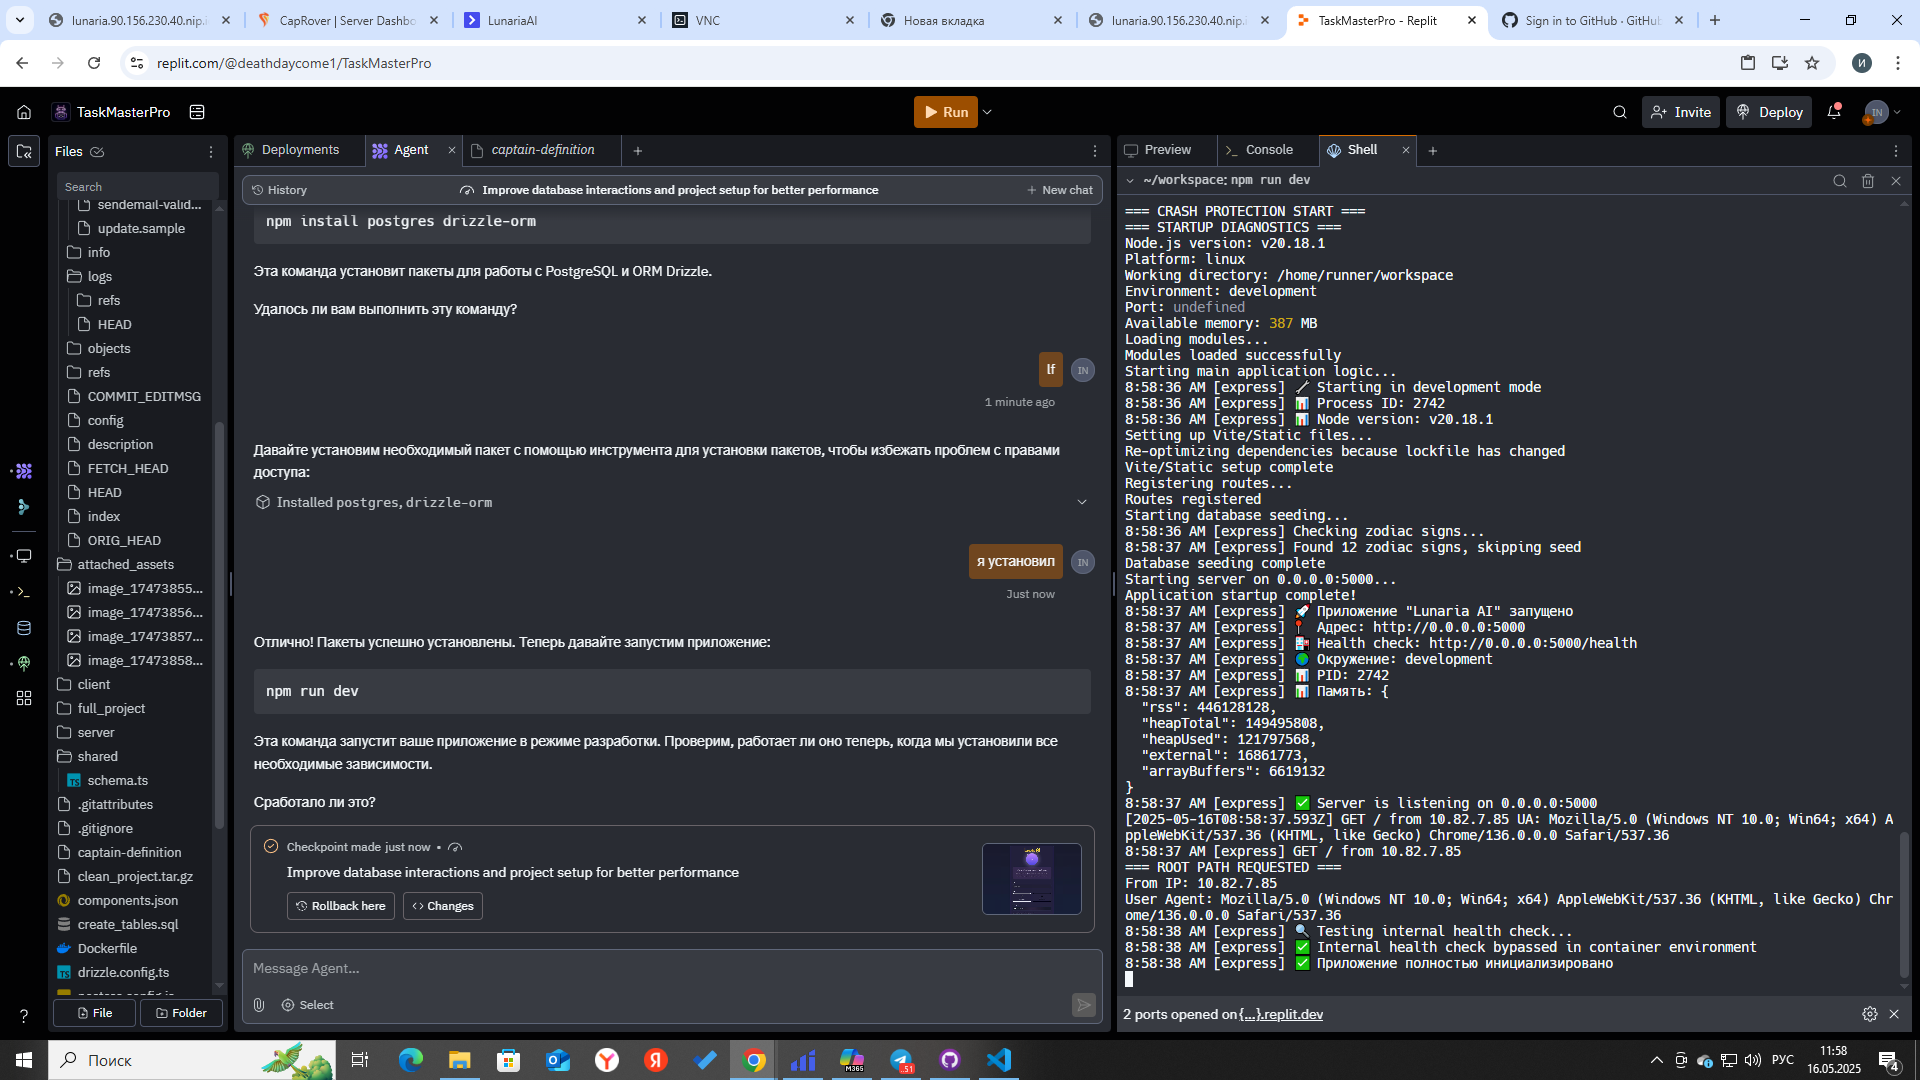 lunaria.90.156.230.40.nip.i
CapRover | Server Dashbo
LunariaAI
VNC
Новая вкладка
lunaria.90.156.230.40.nip.i
TaskMasterPro - Replit
Sign in to GitHub · GitHub
replit.com/@deathdaycome1/TaskMasterPro
И
TaskMasterPro
Run
Invite
Deploy
IN
Files
Search
sendemail-valid...
update.sample
info
logs
refs
HEAD
objects
refs
COMMIT_EDITMSG
config
description
FETCH_HEAD
HEAD
index
ORIG_HEAD
attached_assets
image_17473855...
image_17473856...
image_17473857...
image_17473858...
client
full_project
server
shared
schema.ts
.gitattributes
.gitignore
captain-definition
clean_project.tar.gz
components.json
create_tables.sql
Dockerfile
drizzle.config.ts
File
Folder
Deployments
Agent
captain-definition
History
Improve database interactions and project setup for better performance
New chat
npm install postgres drizzle-orm
Эта команда установит пакеты для работы с PostgreSQL и ORM Drizzle.
Удалось ли вам выполнить эту команду?
lf
IN
1 minute ago
Давайте установим необходимый пакет с помощью инструмента для установки пакетов, чтобы избежать проблем с правами
доступа:
Installed postgres, drizzle-orm
я установил
IN
Just now
Отлично! Пакеты успешно установлены. Теперь давайте запустим приложение:
npm run dev
Эта команда запустит ваше приложение в режиме разработки. Проверим, работает ли оно теперь, когда мы установили все
необходимые зависимости.
Сработало ли это?
Checkpoint made just now •
Improve database interactions and project setup for better performance
Rollback here
Changes
Message Agent...
Select
Preview
Console
Shell
~/workspace: npm run dev
=== CRASH PROTECTION START ===
=== STARTUP DIAGNOSTICS ===
Node.js version: v20.18.1
Platform: linux
Working directory: /home/runner/workspace
Environment: development
Port: undefined
Available memory: 387 MB
Loading modules...
Modules loaded successfully
Starting main application logic...
8:58:36 AM [express] 🔧 Starting in development mode
8:58:36 AM [express] 📊 Process ID: 2742
8:58:36 AM [express] 📊 Node version: v20.18.1
Setting up Vite/Static files...
Re-optimizing dependencies because lockfile has changed
Vite/Static setup complete
Registering routes...
Routes registered
Starting database seeding...
8:58:36 AM [express] Checking zodiac signs...
8:58:37 AM [express] Found 12 zodiac signs, skipping seed
Database seeding complete
Starting server on 0.0.0.0:5000...
Application startup complete!
8:58:37 AM [express] 🚀 Приложение "Lunaria AI" запущено
8:58:37 AM [express] 📍 Адрес: http://0.0.0.0:5000
8:58:37 AM [express] 🏥 Health check: http://0.0.0.0:5000/health
8:58:37 AM [express] 🌍 Окружение: development
8:58:37 AM [express] 📊 PID: 2742
8:58:37 AM [express] 📊 Память: {
"rss": 446128128,
"heapTotal": 149495808,
"heapUsed": 121797568,
"external": 16861773,
"arrayBuffers": 6619132
}
8:58:37 AM [express] ✅ Server is listening on 0.0.0.0:5000
[2025-05-16T08:58:37.593Z] GET / from 10.82.7.85 UA: Mozilla/5.0 (Windows NT 10.0; Win64; x64) A
ppleWebKit/537.36 (KHTML, like Gecko) Chrome/136.0.0.0 Safari/537.36
8:58:37 AM [express] GET / from 10.82.7.85
=== ROOT PATH REQUESTED ===
From IP: 10.82.7.85
User Agent: Mozilla/5.0 (Windows NT 10.0; Win64; x64) AppleWebKit/537.36 (KHTML, like Gecko) Chr
ome/136.0.0.0 Safari/537.36
8:58:38 AM [express] 🔍 Testing internal health check...
8:58:38 AM [express] ✅ Internal health check bypassed in container environment
8:58:38 AM [express] ✅ Приложение полностью инициализировано
2 ports opened on {...}.replit.dev
Поиск
M365
51
РУС
11:58
16.05.2025
4